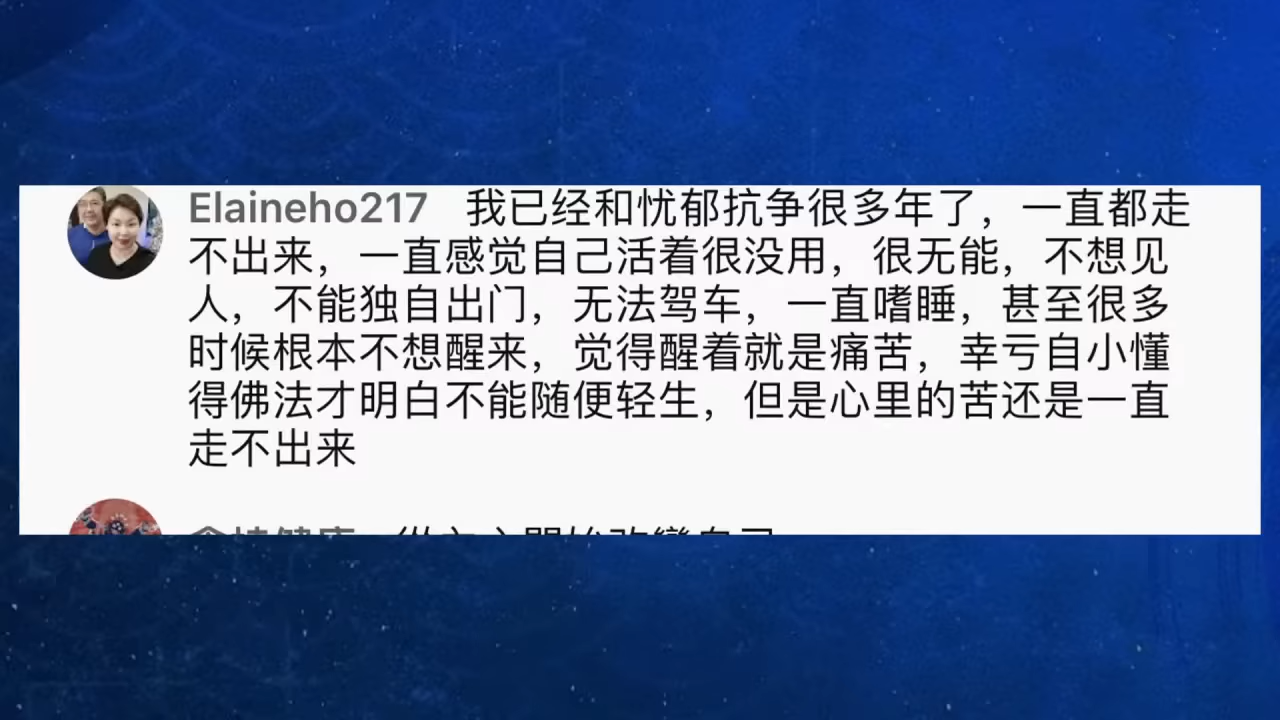 Elaineho217 我已经和忧郁抗争很多年了，一直都走
不出来，一直感觉自己活着很没用，很无能，不想见
人，不能独自出门，无法驾车，一直嗜睡，甚至很多
时候根本不想醒来，觉得醒着就是痛苦，幸亏自小懂
得佛法才明白不能随便轻生，但是心里的苦还是一直
走不出来